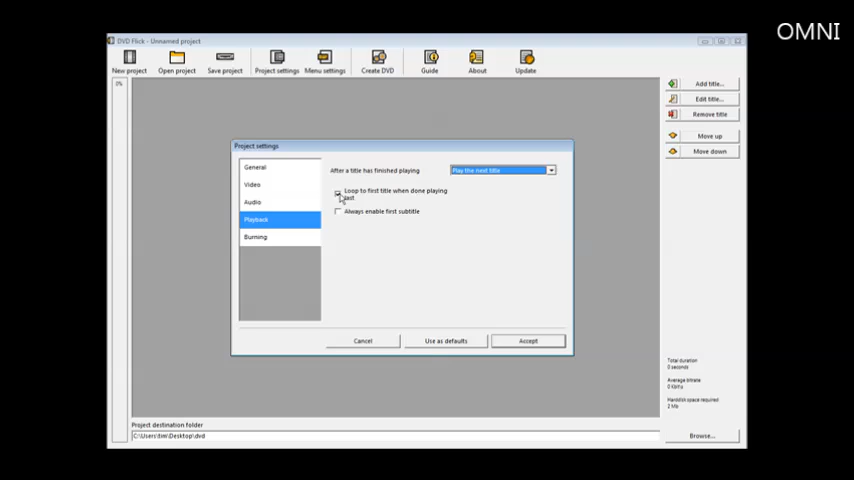 OMNI
DVD Flick - Unnamed project
New project
Open project
Save project
Project settings
Menu settings
Create DVD
Guide
About
Update
0%
Add title...
Edit title...
Remove title
Move up
Move down
Project settings
General
Video
Audio
Playback
Burning
After a title has finished playing
Play the next title
Loop to first title when done playing
last
Always enable first subtitle
Cancel
Use as defaults
Accept
Total duration
0 seconds
Average bitrate
0 Kbit/s
Harddisk space required
2 Mb
Project destination folder
C:\Users\tim\Desktop\dvd
Browse...